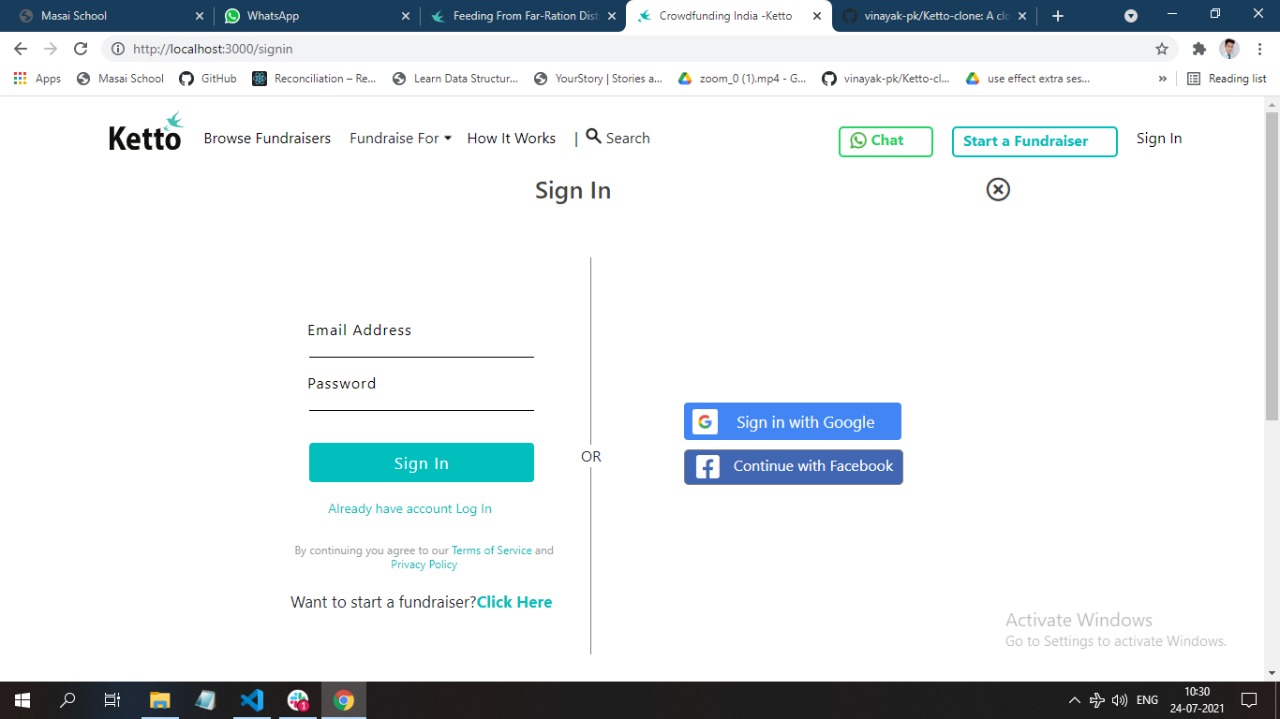 Masai School
WhatsApp
Feeding From Far-Ration Dist
Crowdfunding India -Ketto
vinayak-pk/Ketto-clone: A cl
http://localhost:3000/signin
Apps
Masai School
GitHub
Reconciliation – Re...
Learn Data Structur...
YourStory | Stories a...
zoom_0 (1).mp4 - G...
vinayak-pk/Ketto-cl...
use effect extra ses...
»
Reading list
Ketto
Browse Fundraisers
Fundraise For
How It Works
| Search
Chat
Start a Fundraiser
Sign In
Sign In
Email Address
Password
Sign In
Already have account Log In
By continuing you agree to our Terms of Service and
Privacy Policy
Want to start a fundraiser?Click Here
OR
G Sign in with Google
f Continue with Facebook
Activate Windows
Go to Settings to activate Windows.
1
ENG
10:30
24-07-2021